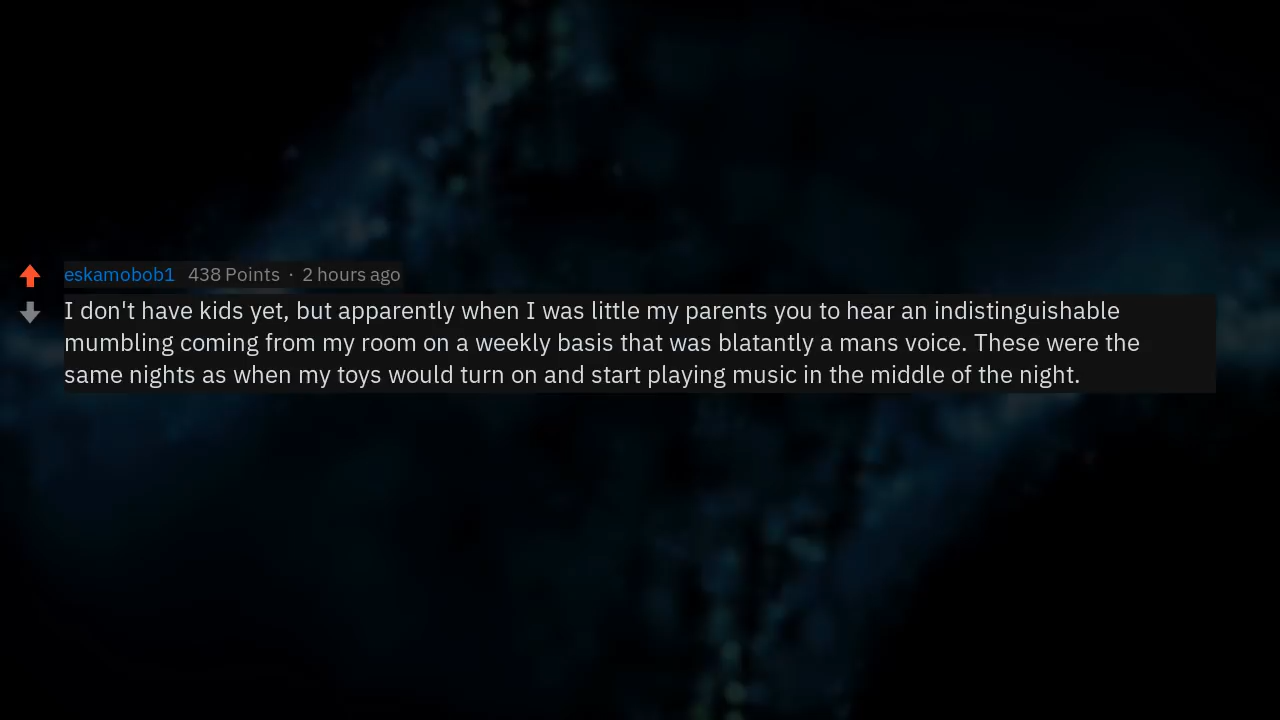 eskamobob1 438 Points · 2 hours ago
I don't have kids yet, but apparently when I was little my parents you to hear an indistinguishable
mumbling coming from my room on a weekly basis that was blatantly a mans voice. These were the
same nights as when my toys would turn on and start playing music in the middle of the night.